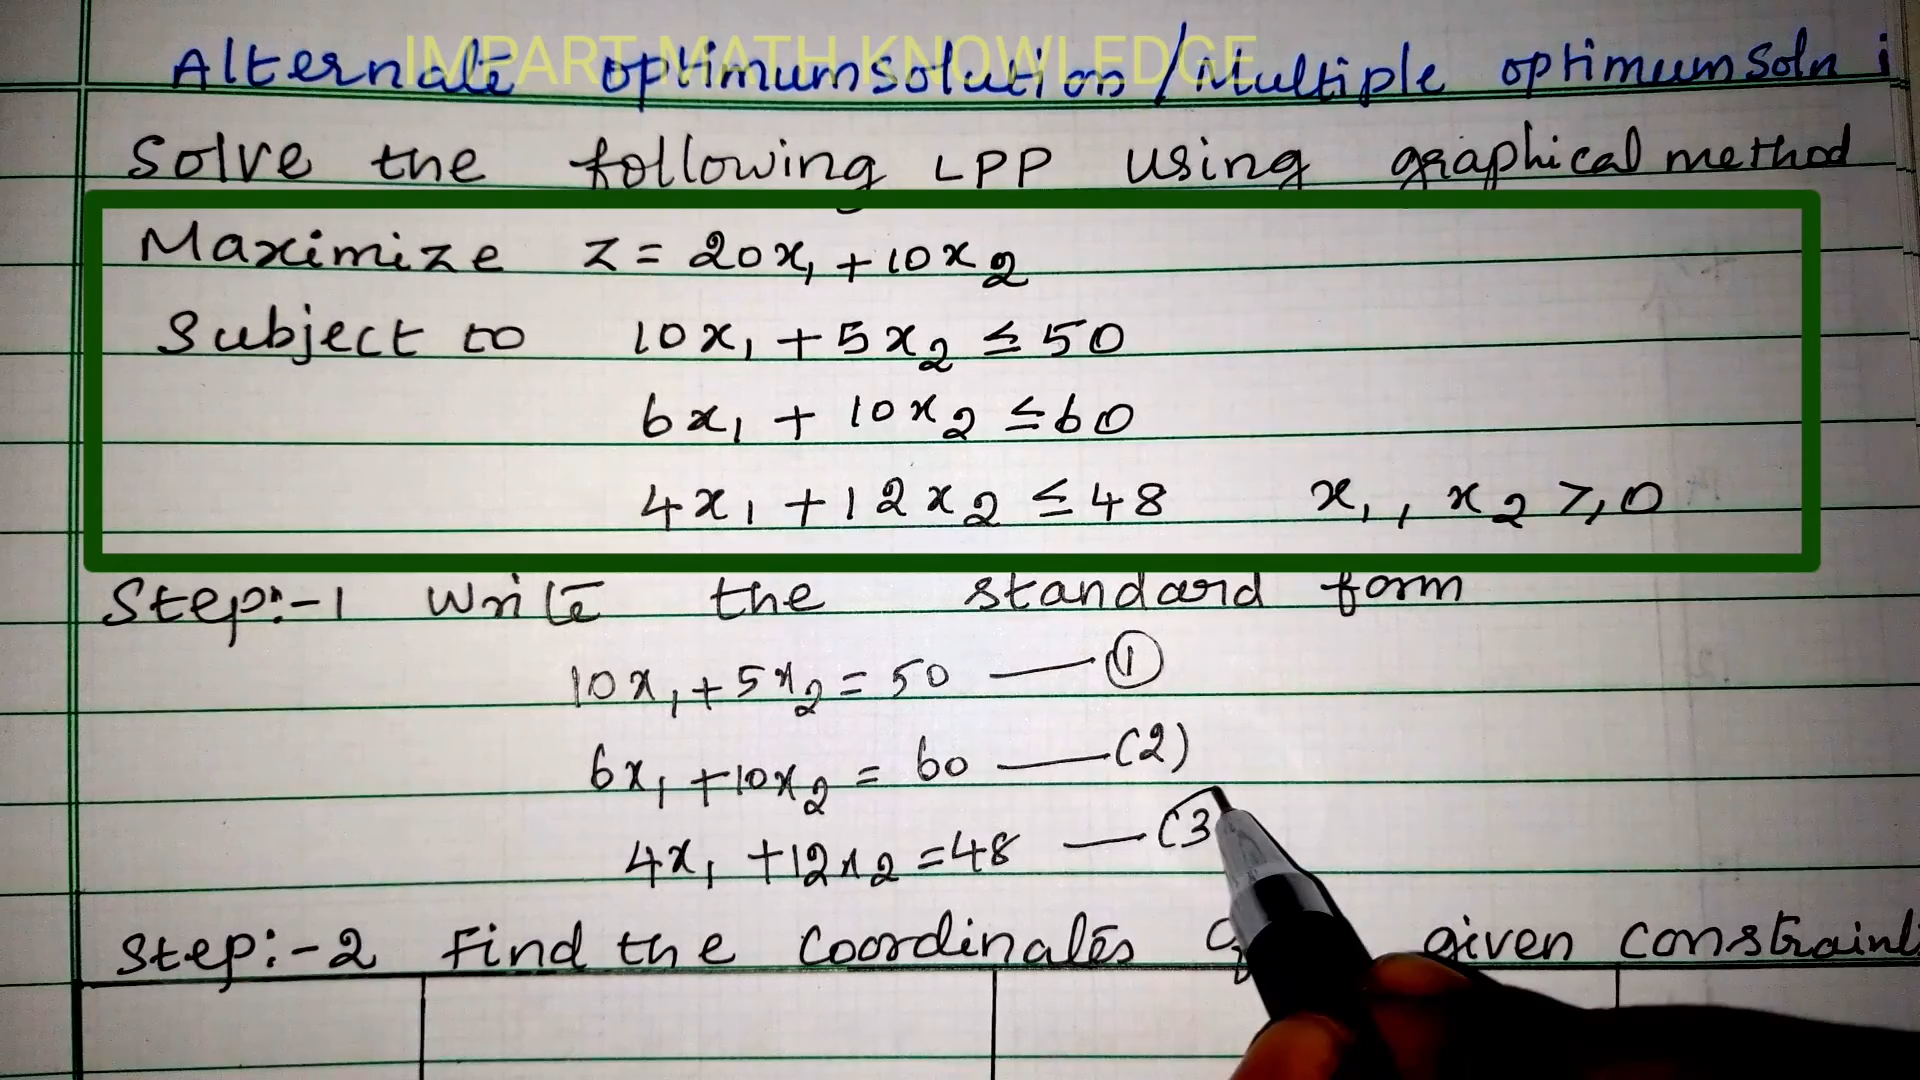 IMPART MATH KNOWLEDGE
Alternate optimum solution / Multiple optimum soln i
Solve the following LPP using graphical method
Maximize z = 20x₁ + 10x₂
Subject to 10x₁ + 5x₂ ≤ 50
6x₁ + 10x₂ ≤ 60
4x₁ + 12x₂ ≤ 48 x₁, x₂ ≥ 0
Step:-1 Write the standard form
10x₁ + 5x₂ = 50 — ①
6x₁ + 10x₂ = 60 — (2)
4x₁ + 12x₂ = 48 — (3
Step:-2 Find the coordinates given constraint